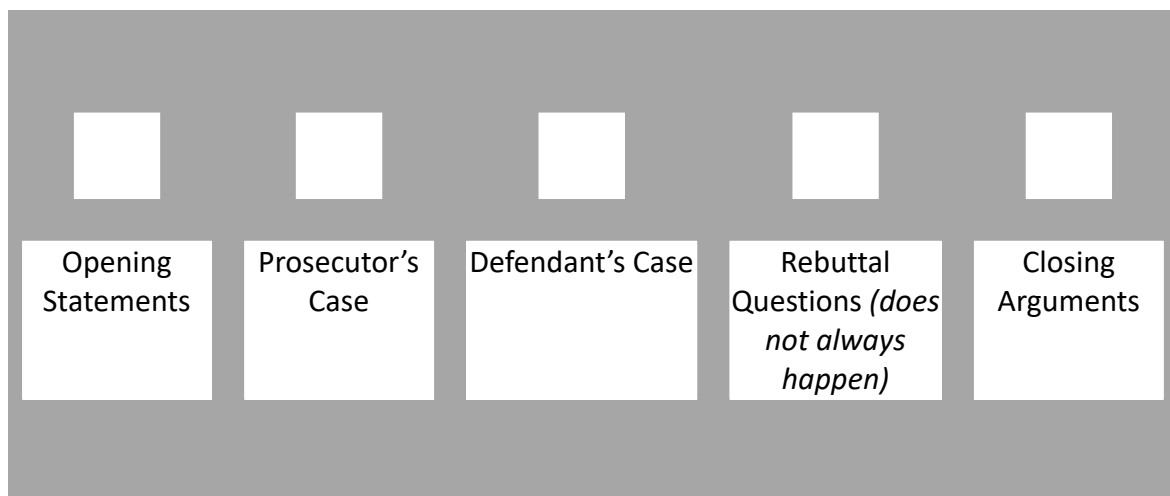 Opening
Statements
Prosecutor’s
Case
Defendant’s Case
Rebuttal
Questions (does
not always
happen)
Closing
Arguments